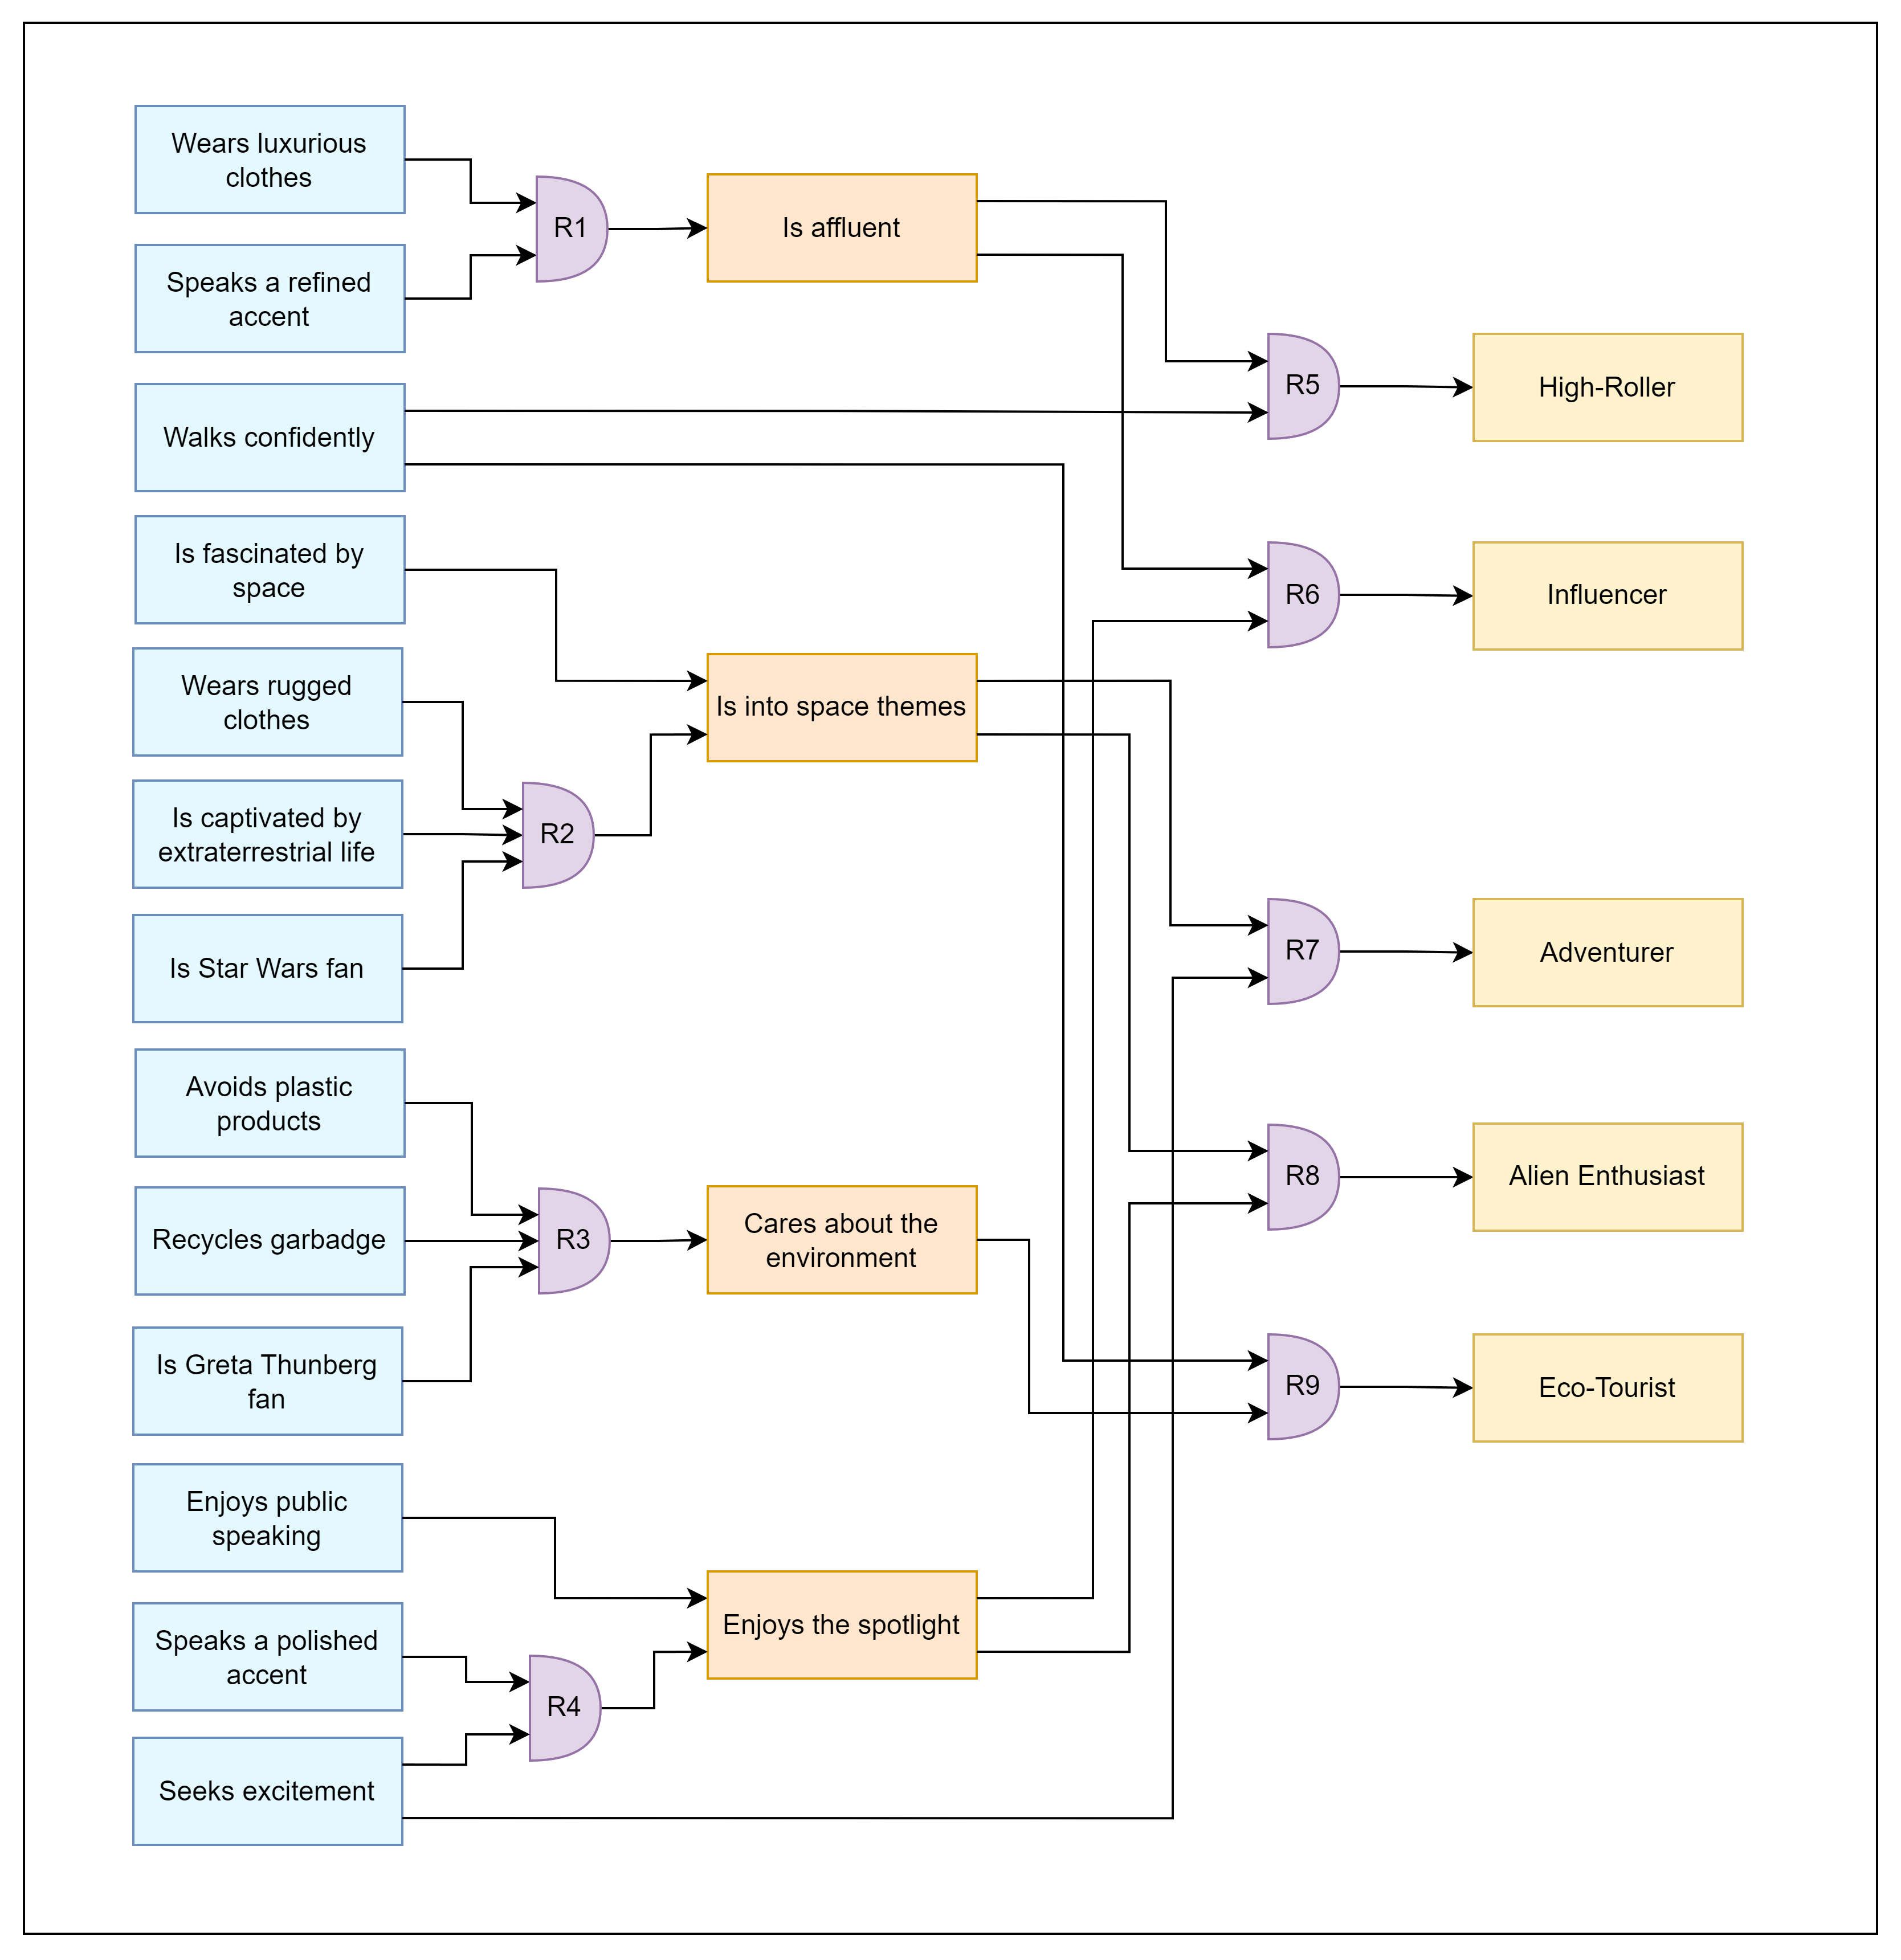 Wears luxurious
clothes
Speaks a refined
accent
Walks confidently
Is fascinated by
space
Wears rugged
clothes
Is captivated by
extraterrestrial life
Is Star Wars fan
Avoids plastic
products
Recycles garbadge
Is Greta Thunberg
fan
Enjoys public
speaking
Speaks a polished
accent
Seeks excitement
R1
R2
R3
R4
Is affluent
Is into space themes
Cares about the
environment
Enjoys the spotlight
R5
R6
R7
R8
R9
High-Roller
Influencer
Adventurer
Alien Enthusiast
Eco-Tourist